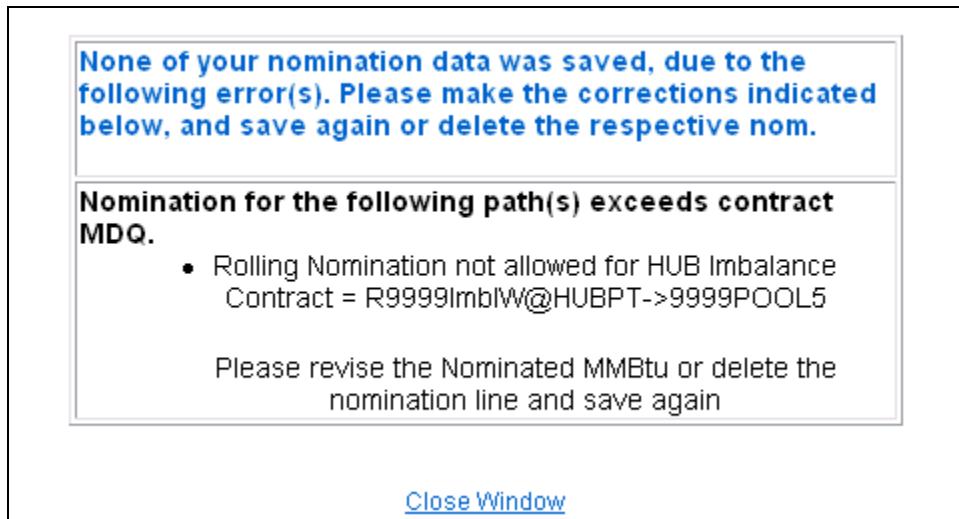 None of your nomination data was saved, due to the
following error(s). Please make the corrections indicated
below, and save again or delete the respective nom.
Nomination for the following path(s) exceeds contract
MDQ.
• Rolling Nomination not allowed for HUB Imbalance
Contract = R9999ImblW@HUBPT->9999POOL5
Please revise the Nominated MMBtu or delete the
nomination line and save again
Close Window